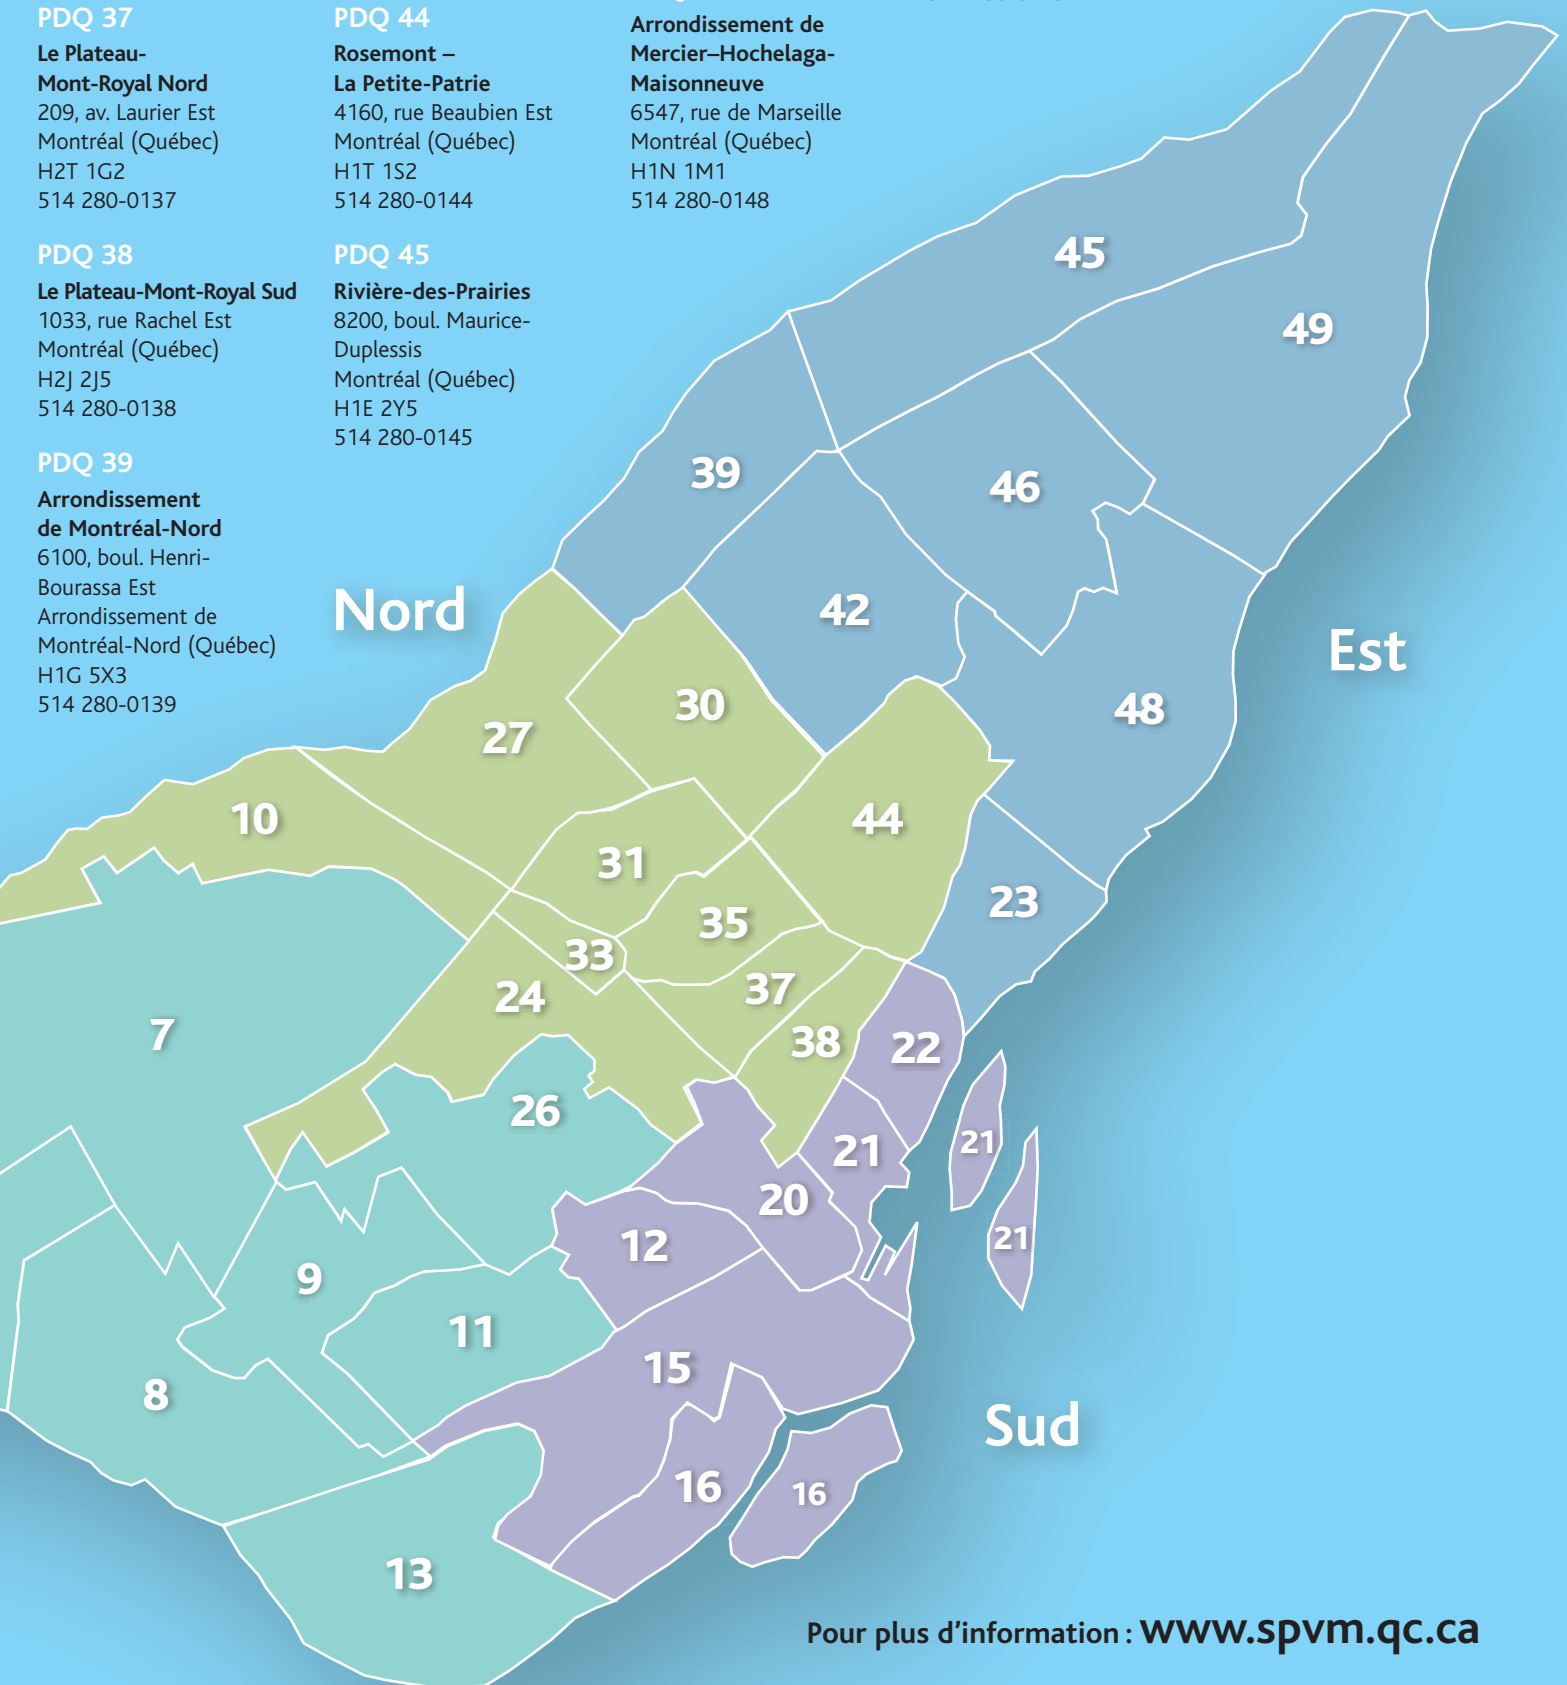 PDQ 37
Le Plateau-
Mont-Royal Nord
209, av. Laurier Est
Montréal (Québec)
H2T 1G2
514 280-0137
PDQ 38
Le Plateau-Mont-Royal Sud
1033, rue Rachel Est
Montréal (Québec)
H2J 2J5
514 280-0138
PDQ 39
Arrondissement
de Montréal-Nord
6100, boul. Henri-
Bourassa Est
Arrondissement de
Montréal-Nord (Québec)
H1G 5X3
514 280-0139
PDQ 44
Rosemont –
La Petite-Patrie
4160, rue Beaubien Est
Montréal (Québec)
H1T 1S2
514 280-0144
PDQ 45
Rivière-des-Prairies
8200, boul. Maurice-
Duplessis
Montréal (Québec)
H1E 2Y5
514 280-0145
Arrondissement de
Mercier–Hochelaga-
Maisonneuve
6547, rue de Marseille
Montréal (Québec)
H1N 1M1
514 280-0148
45
49
39
46
Nord
42
Est
30
48
27
10
44
31
23
35
33
37
24
7
38
22
26
21
21
20
12
21
9
11
15
8
Sud
16
16
13
Pour plus d'information : www.spvm.qc.ca